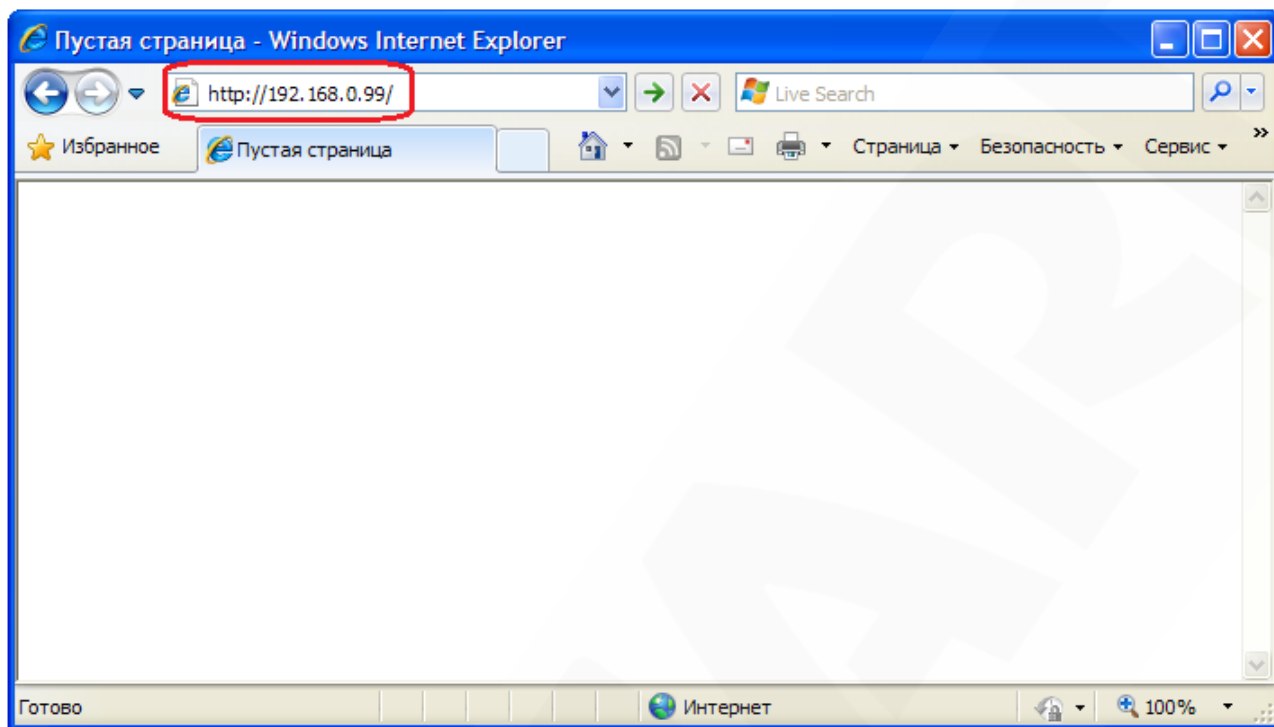 Пустая страница - Windows Internet Explorer
http://192.168.0.99/
Live Search
Избранное
Пустая страница
Страница
Безопасность
Сервис
»
Готово
Интернет
100%